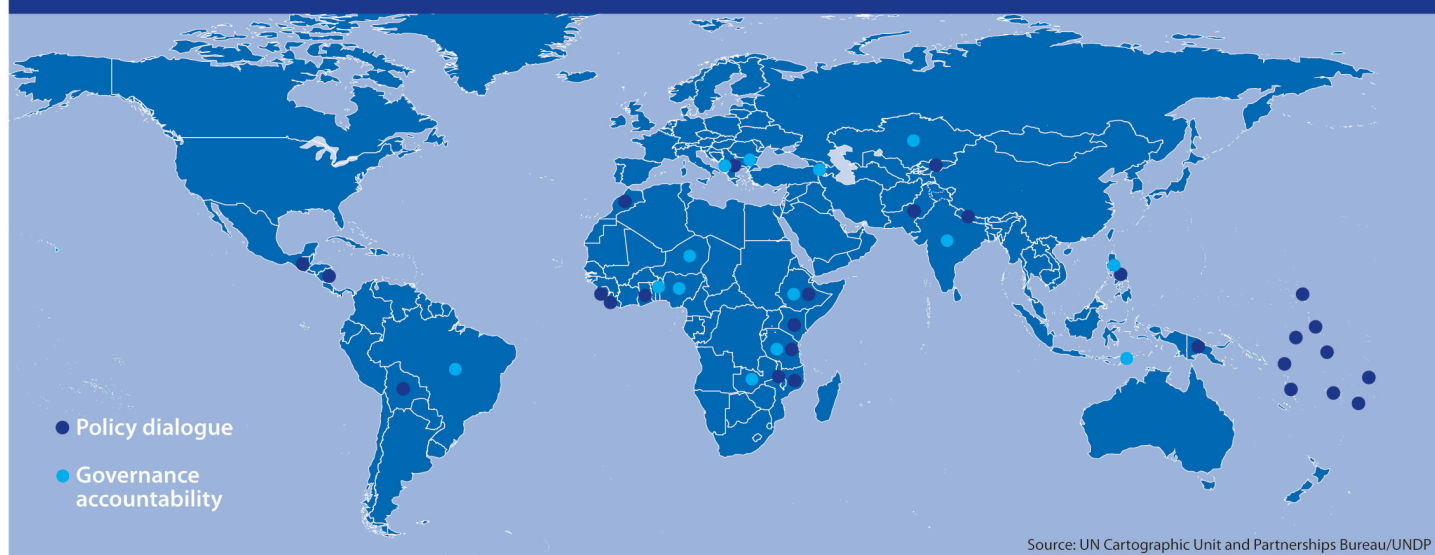 Policy dialogue
Governance
accountability
Source: UN Cartographic Unit and Partnerships Bureau/UNDP